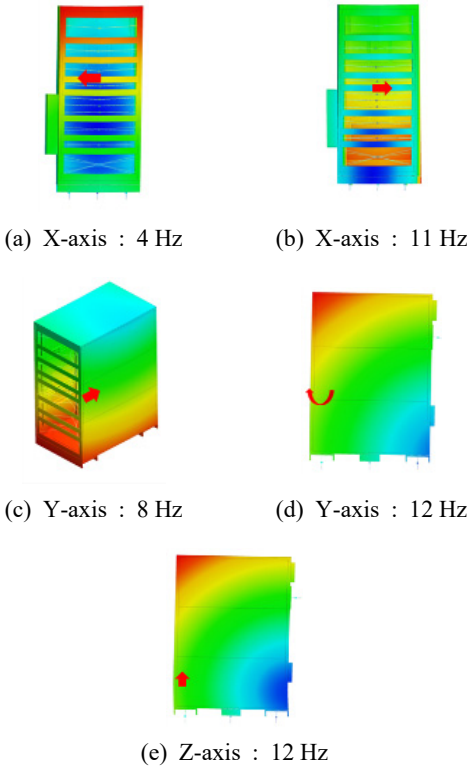 (a) X-axis : 4 Hz
(b) X-axis : 11 Hz
(c) Y-axis : 8 Hz
(d) Y-axis : 12 Hz
(e) Z-axis : 12 Hz